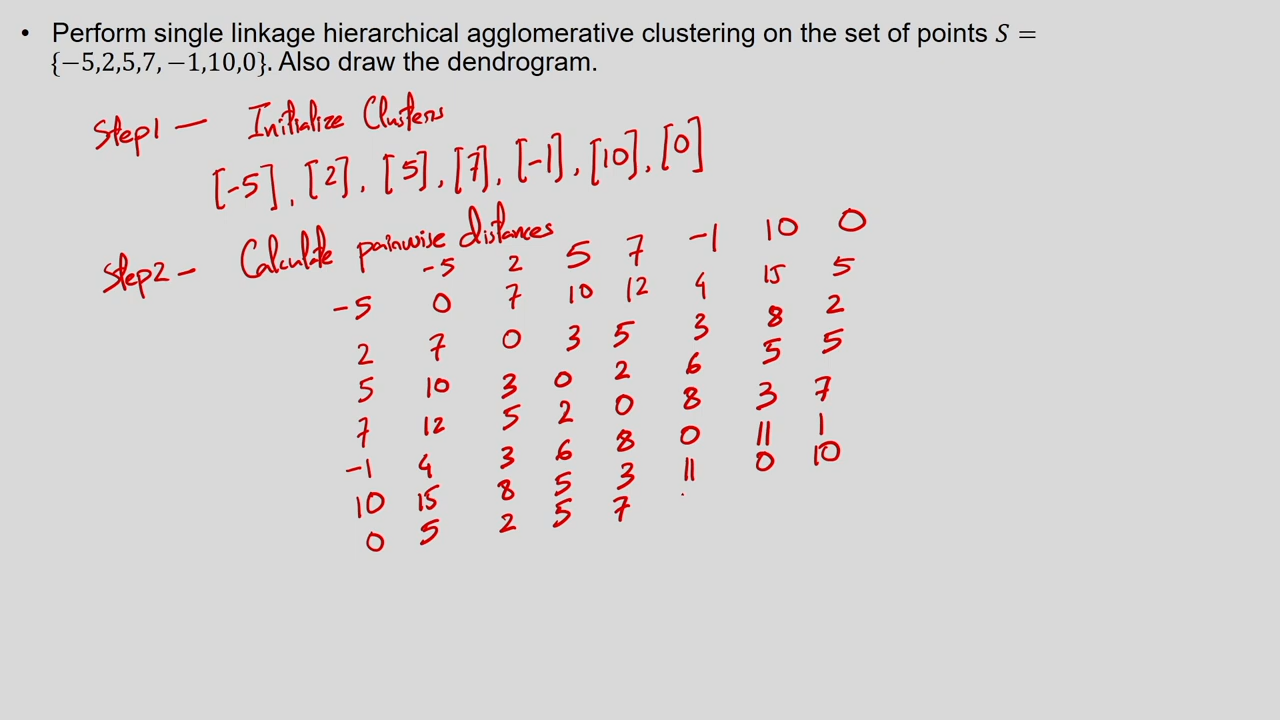 • Perform single linkage hierarchical agglomerative clustering on the set of points S =
{−5,2,5,7, −1,10,0}. Also draw the dendrogram.
Step1 — Initialize Clusters
[-5], [2], [5], [7], [-1], [10], [0]
Step2 - Calculate pairwise distances
-5 2 5 7 -1 10 0
-5 0 7 10 12 4 15 5
2 7 0 3 5 3 8 2
5 10 3 0 2 6 5 5
7 12 5 2 0 8 3 7
-1 4 3 6 8 0 11 1
10 15 8 5 3 11 0 10
0 5 2 5 7